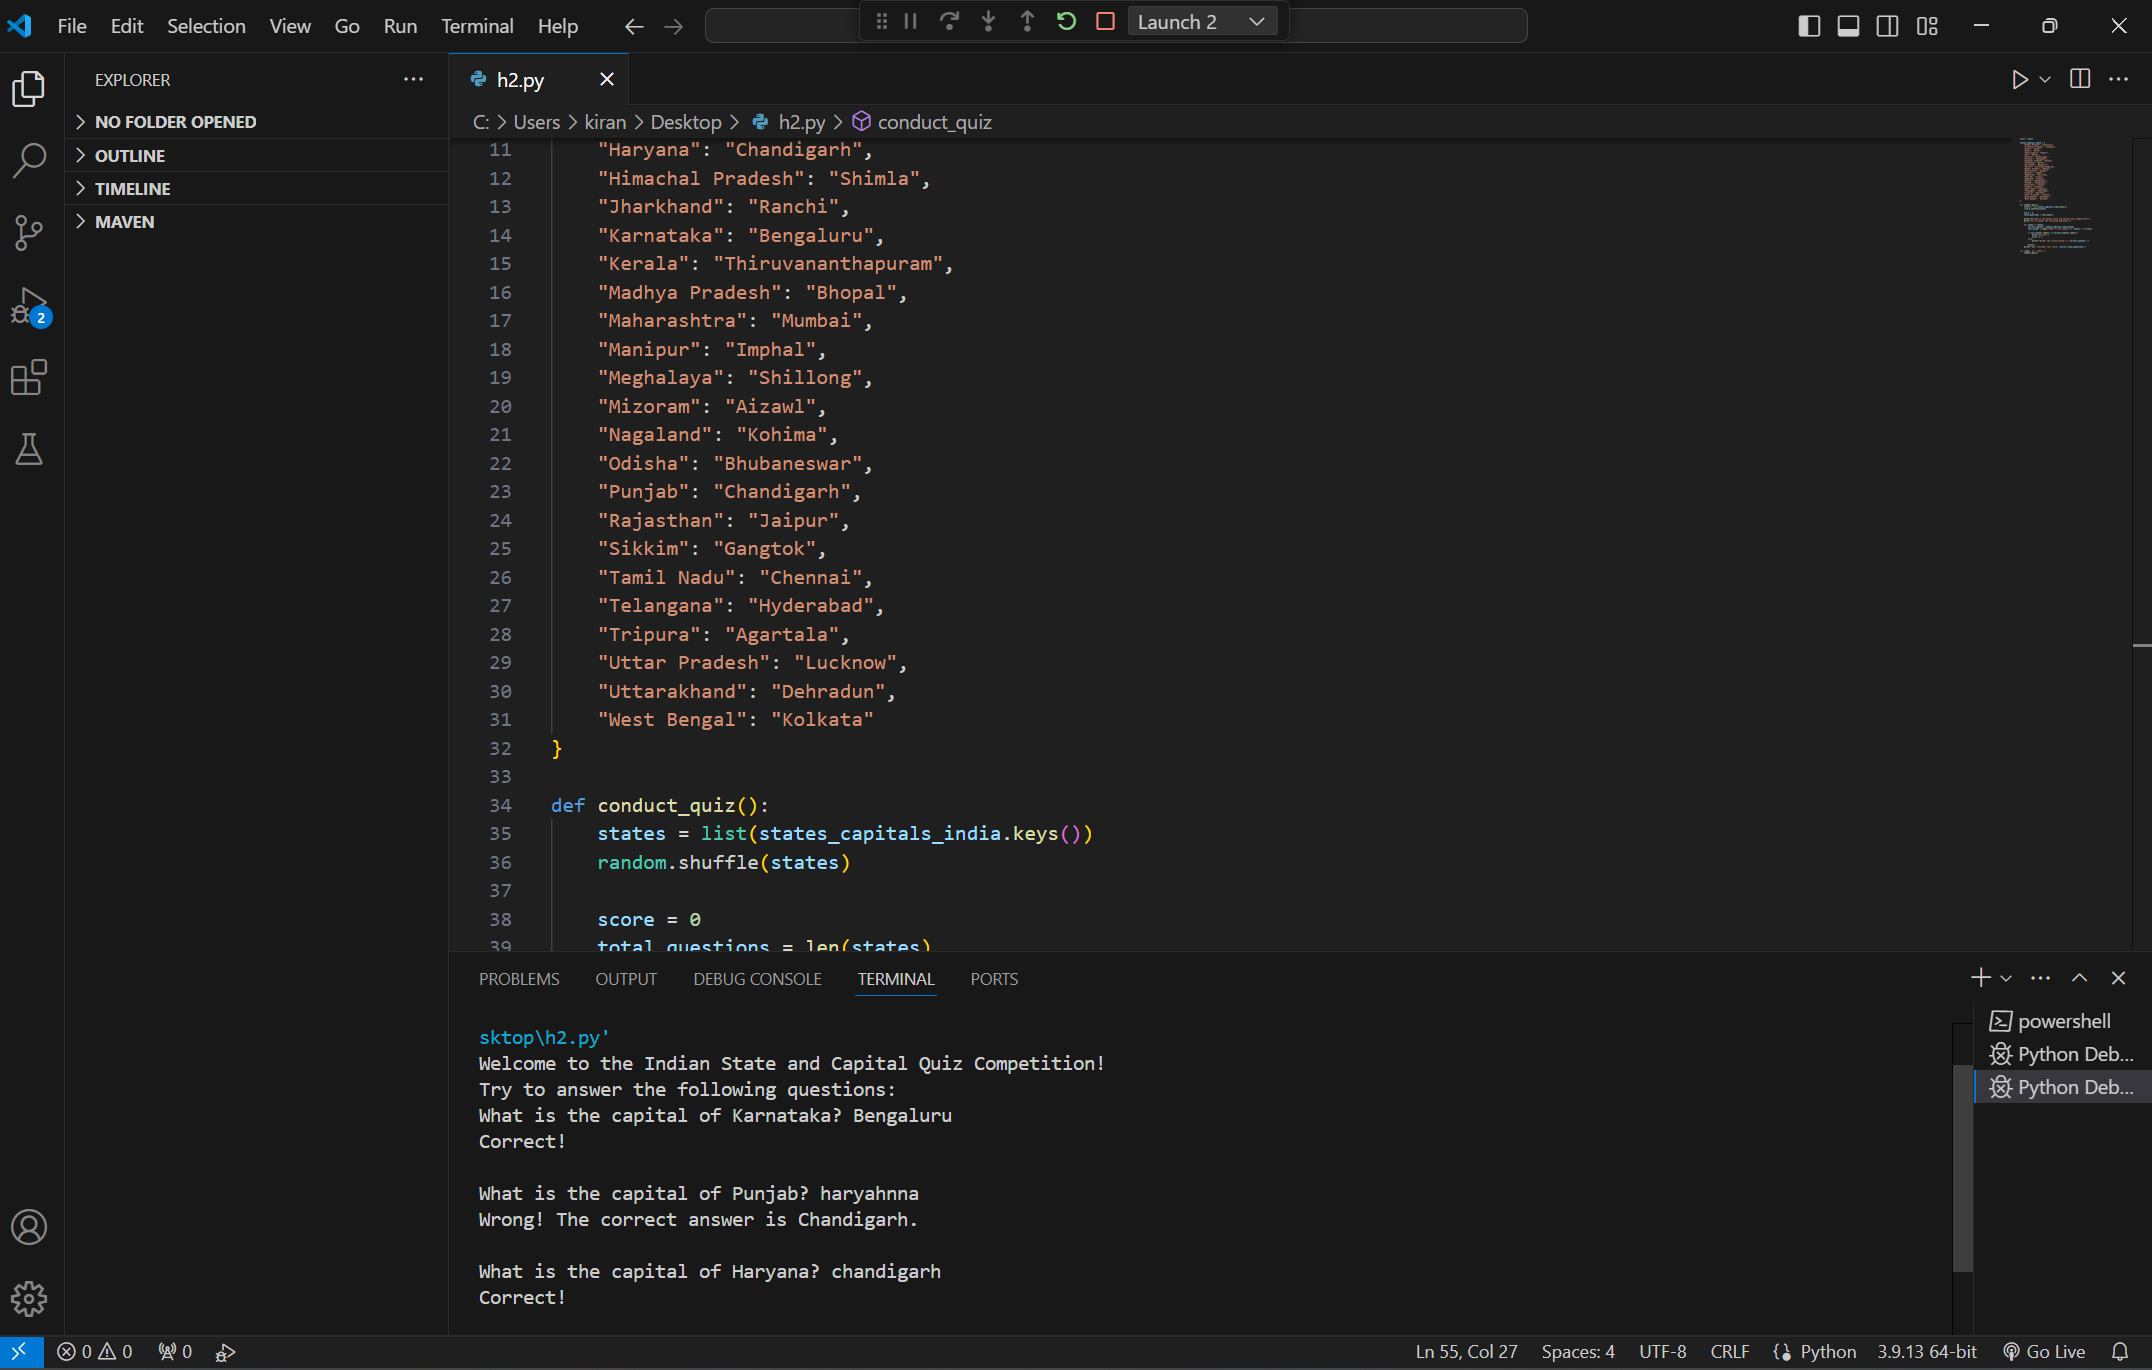 File Edit Selection View Go Run Terminal Help
Launch 2
EXPLORER
NO FOLDER OPENED
OUTLINE
TIMELINE
MAVEN
2
h2.py
C: > Users > kiran > Desktop > h2.py > conduct_quiz
11 "Haryana": "Chandigarh",
12 "Himachal Pradesh": "Shimla",
13 "Jharkhand": "Ranchi",
14 "Karnataka": "Bengaluru",
15 "Kerala": "Thiruvananthapuram",
16 "Madhya Pradesh": "Bhopal",
17 "Maharashtra": "Mumbai",
18 "Manipur": "Imphal",
19 "Meghalaya": "Shillong",
20 "Mizoram": "Aizawl",
21 "Nagaland": "Kohima",
22 "Odisha": "Bhubaneswar",
23 "Punjab": "Chandigarh",
24 "Rajasthan": "Jaipur",
25 "Sikkim": "Gangtok",
26 "Tamil Nadu": "Chennai",
27 "Telangana": "Hyderabad",
28 "Tripura": "Agartala",
29 "Uttar Pradesh": "Lucknow",
30 "Uttarakhand": "Dehradun",
31 "West Bengal": "Kolkata"
32 }
33
34 def conduct_quiz():
35 states = list(states_capitals_india.keys())
36 random.shuffle(states)
37
38 score = 0
39 total_questions = len(states)
PROBLEMS OUTPUT DEBUG CONSOLE TERMINAL PORTS
sktop\h2.py'
Welcome to the Indian State and Capital Quiz Competition!
Try to answer the following questions:
What is the capital of Karnataka? Bengaluru
Correct!
What is the capital of Punjab? haryahnna
Wrong! The correct answer is Chandigarh.
What is the capital of Haryana? chandigarh
Correct!
powershell
Python Deb...
Python Deb...
0 0 0
Ln 55, Col 27 Spaces: 4 UTF-8 CRLF Python 3.9.13 64-bit Go Live